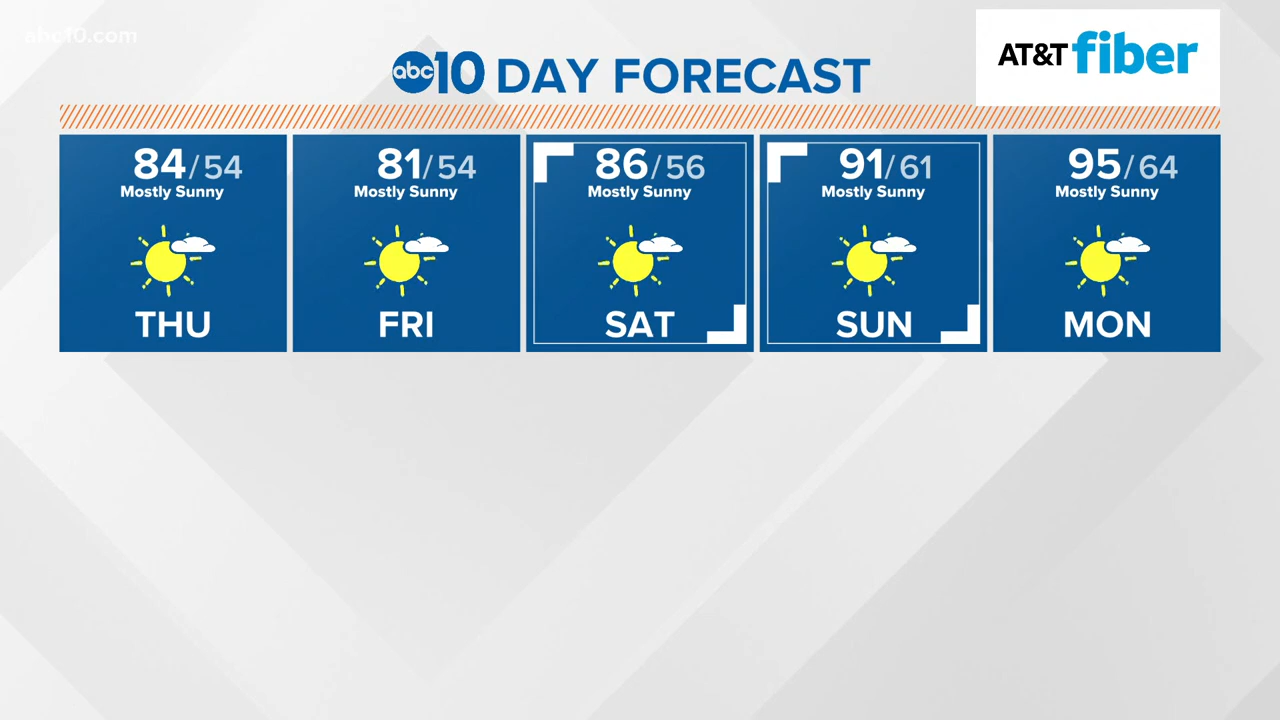 abc10.com
abc10 DAY FORECAST
AT&T fiber
84/54
Mostly Sunny
THU
81/54
Mostly Sunny
FRI
86/56
Mostly Sunny
SAT
91/61
Mostly Sunny
SUN
95/64
Mostly Sunny
MON